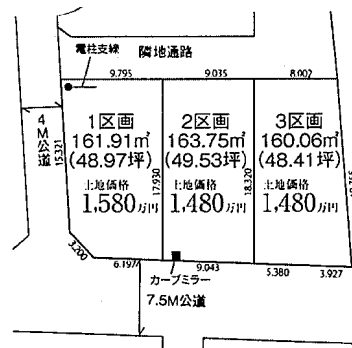 電柱支線
隣地通路
9.795
9.035
8.002
4M公道
15.321
1区画
161.91㎡
(48.97坪)
土地価格
1,580万円
17.930
2区画
163.75㎡
(49.53坪)
土地価格
1,480万円
18.320
3区画
160.06㎡
(48.41坪)
土地価格
1,480万円
3.200
6.197
9.043
5.380
3.927
カーブミラー
7.5M公道